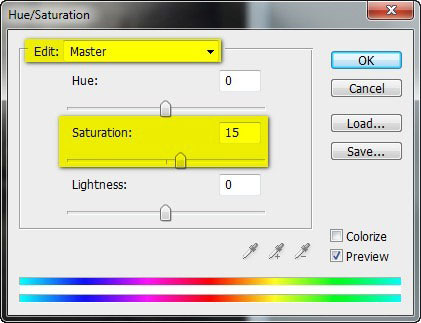 Hue/Saturation
Edit: Master
OK
Hue: 0
Cancel
Saturation: 15
Load...
Save...
Lightness: 0
Colorize
Preview